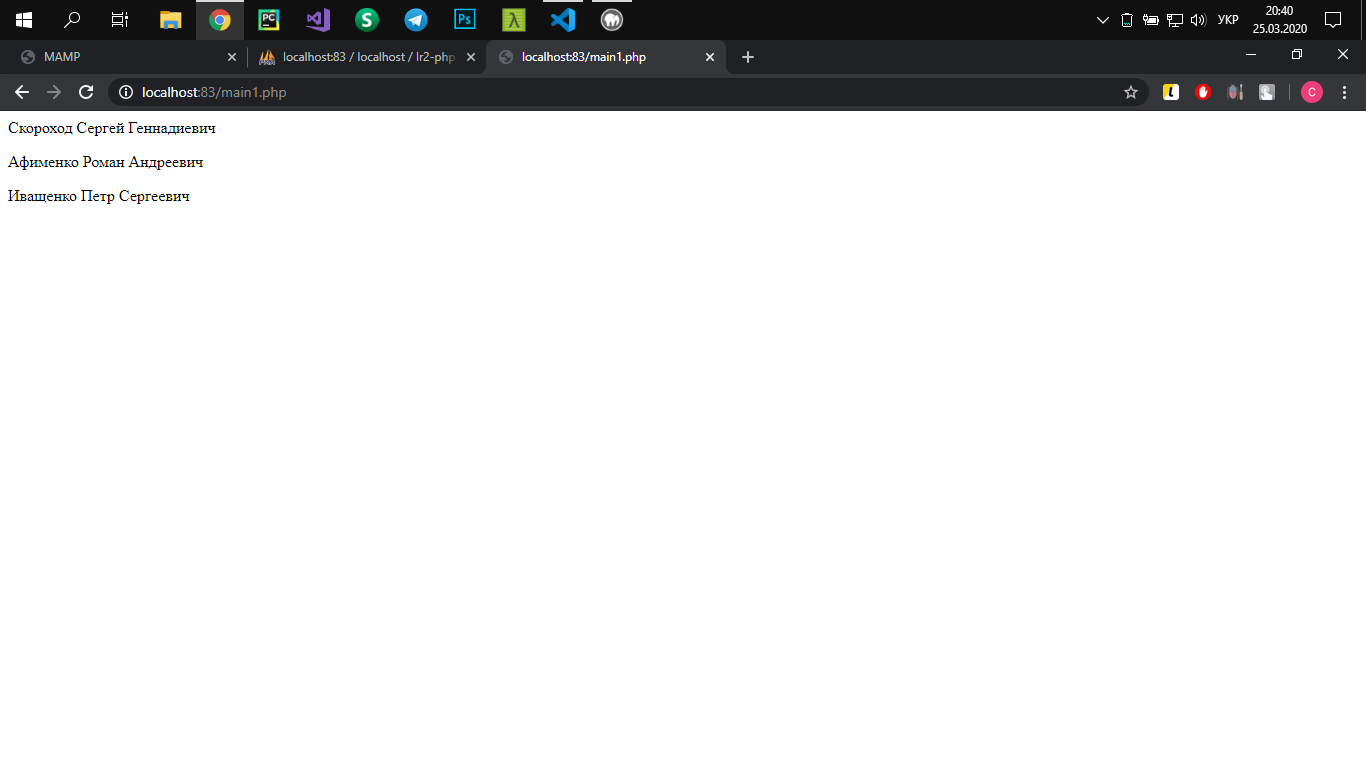 УКР
20:40
25.03.2020
MAMP
localhost:83 / localhost / lr2-php
localhost:83/main1.php
localhost:83/main1.php
C
Скороход Сергей Геннадиевич
Афименко Роман Андреевич
Иващенко Петр Сергеевич